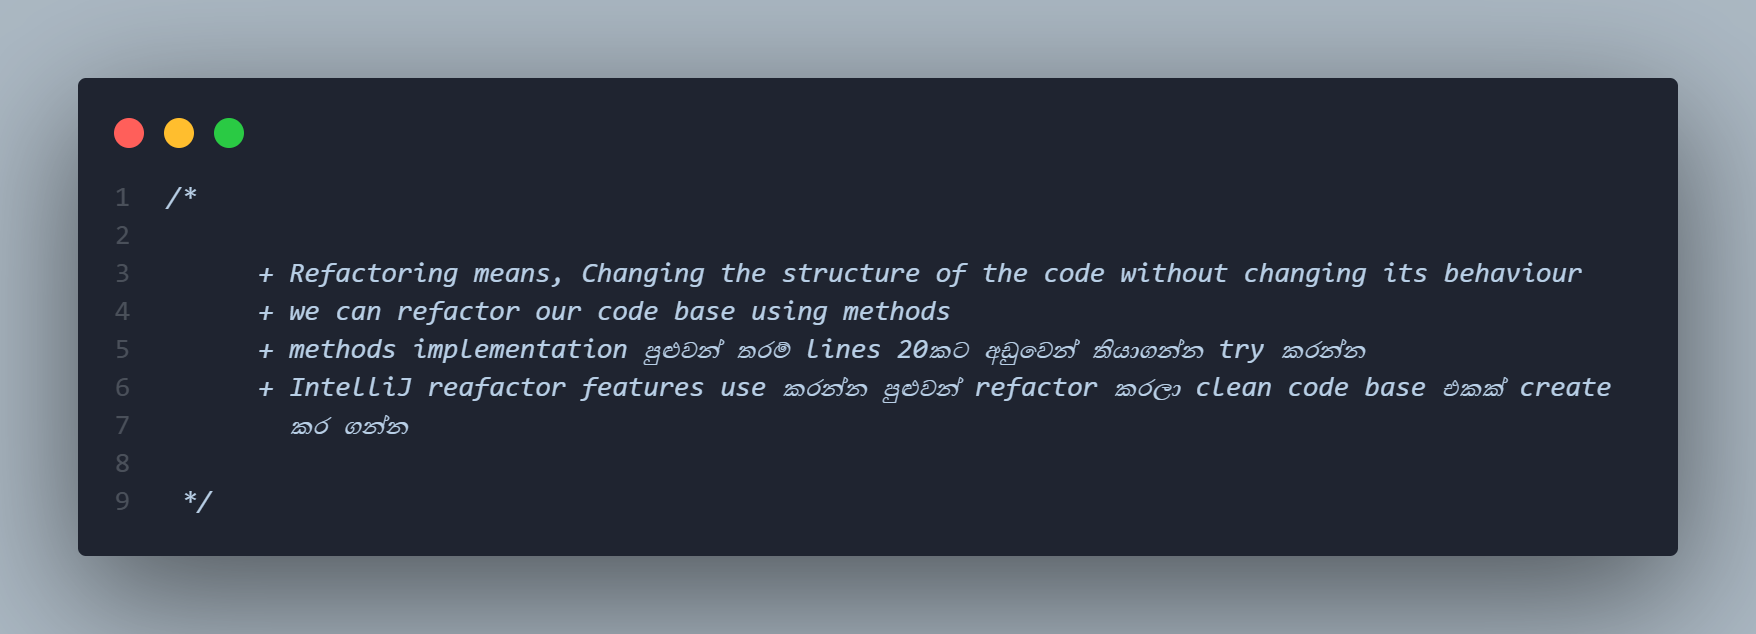 1 /*
2
3 + Refactoring means, Changing the structure of the code without changing its behaviour
4 + we can refactor our code base using methods
5 + methods implementation පුළුවන් තරම් lines 20කට අඩුවෙන් තියාගන්න try කරන්න
6 + IntelliJ reafactor features use කරන්න පුළුවන් refactor කරලා clean code base එකක් create
7 කර ගන්න
8
9 */